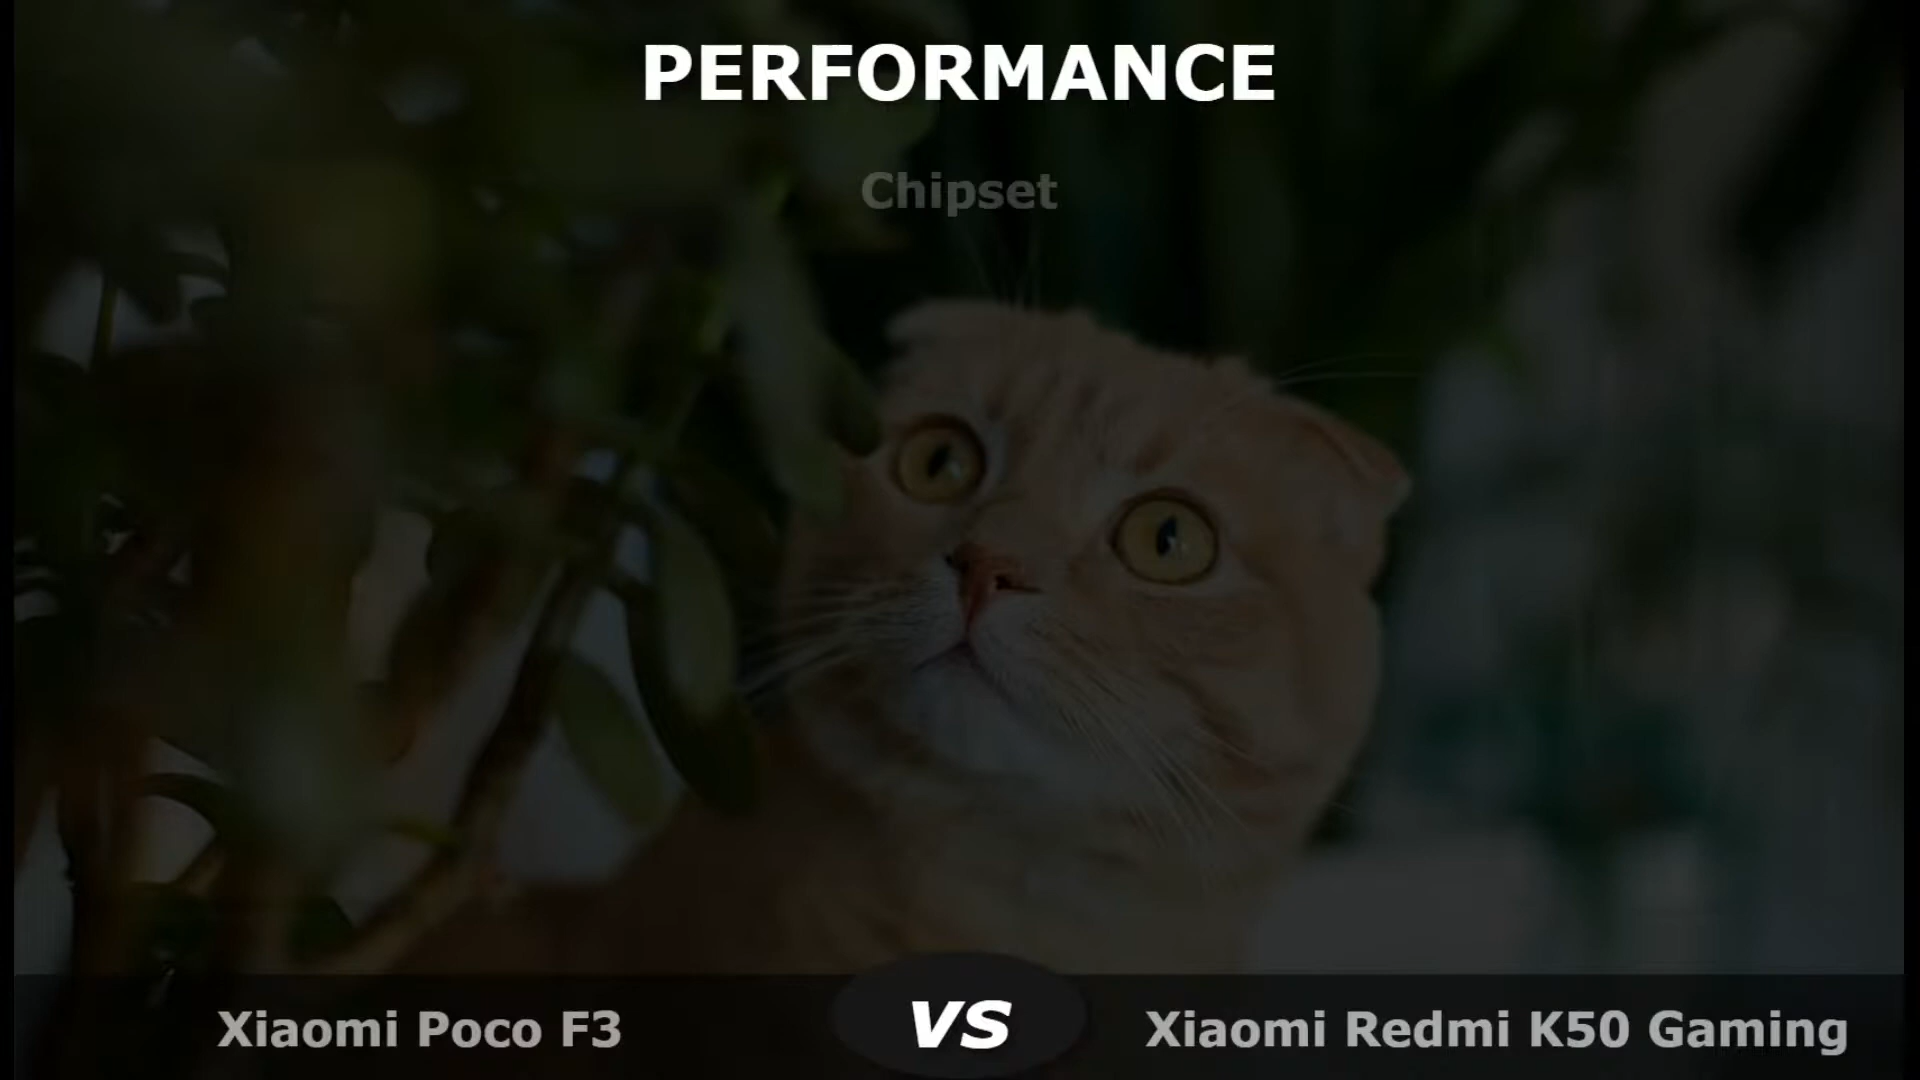 PERFORMANCE
Chipset
Xiaomi Poco F3
VS
Xiaomi Redmi K50 Gaming